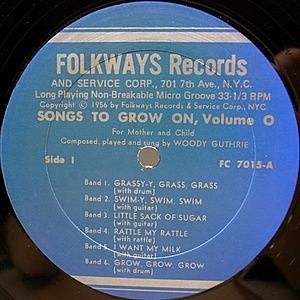 FOLKWAYS Records
AND SERVICE CORP., 701 7th Ave., N.Y.C.
Long Playing Non-Breakable Micro Groove 33-1/3 RPM
Copyright © 1956 by Folkways Records & Service Corp., NYC
SONGS TO GROW ON, Volume O
For Mother and Child
Composed, played and sung by WOODY GUTHRIE
Side I
FC 7015-A
Band 1. GRASSY-Y, GRASS, GRASS
(with drum)
Band 2. SWIM-Y, SWIM, SWIM
(with guitar)
Band 3. LITTLE SACK OF SUGAR
(with guitar)
Band 4. RATTLE MY RATTLE
(with rattle)
Band 5. I WANT MY MILK
(with guitar)
Band 6. GROW, GROW, GROW
(with drum)